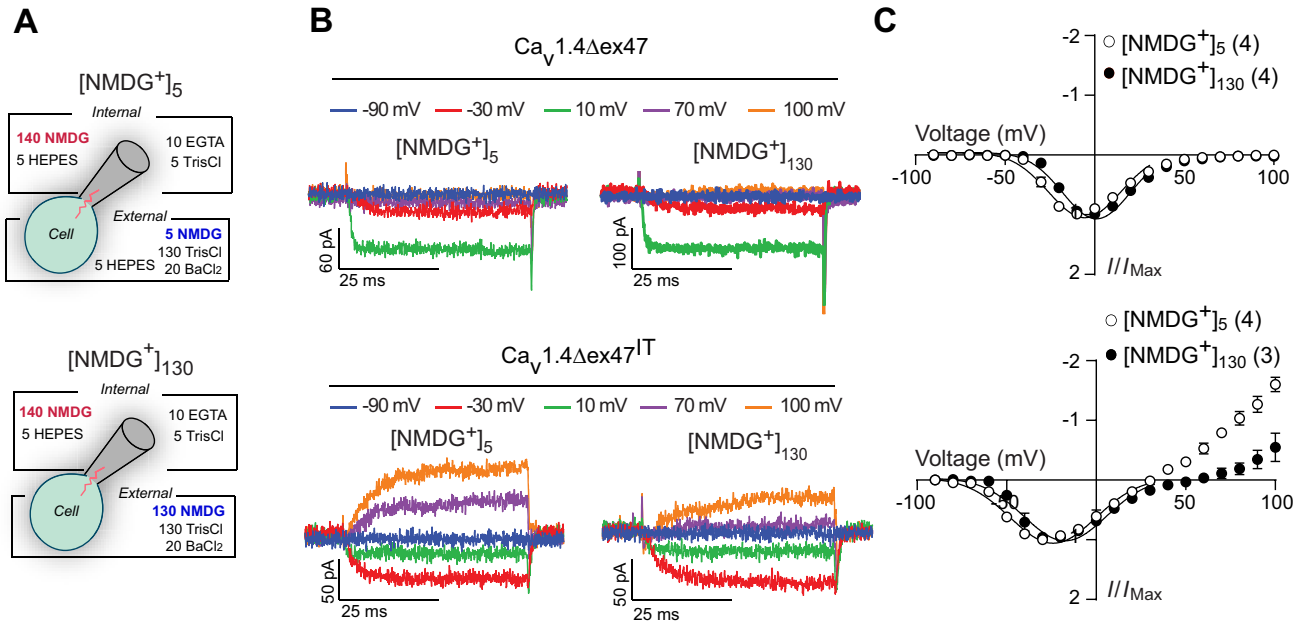 A
[NMDG+]5
Internal
140 NMDG
5 HEPES
10 EGTA
5 TrisCl
Cell
External
5 NMDG
130 TrisCl
5 HEPES
20 BaCl2
[NMDG+]130
Internal
140 NMDG
5 HEPES
10 EGTA
5 TrisCl
Cell
External
130 NMDG
130 TrisCl
20 BaCl2
B
Cav1.4Δex47
-90 mV -30 mV 10 mV 70 mV 100 mV
[NMDG+]5 [NMDG+]130
60 pA
25 ms
100 pA
25 ms
Cav1.4Δex47IT
-90 mV -30 mV 10 mV 70 mV 100 mV
[NMDG+]5 [NMDG+]130
50 pA
25 ms
50 pA
25 ms
C
-2
[NMDG+]5 (4)
[NMDG+]130 (4)
-1
Voltage (mV)
-100 -50 50 100
2
I/IMax
[NMDG+]5 (4)
-2
[NMDG+]130 (3)
-1
Voltage (mV)
-100 50 100
2
I/IMax